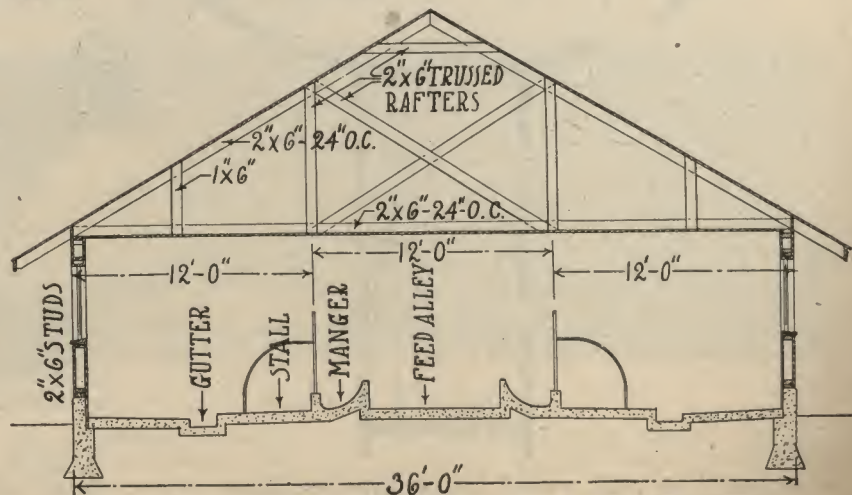 2"x6"TRUSSED
RAFTERS
2"x6"-24"O.C.
1"x6"
2"x6"-24"-O.C.
12'-0"
12'-0"
12'-0"
2"x6"STUDS
GUTTER
STALL
MANGER
FEED ALLEY
36'-0"